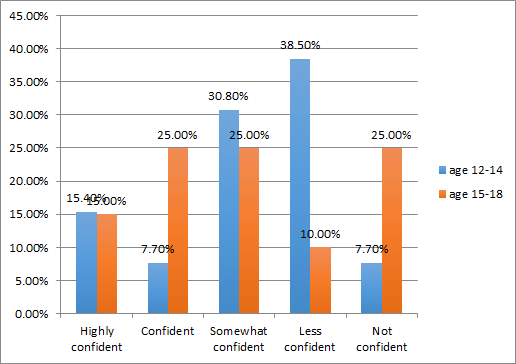 45.00%
40.00%
35.00%
30.00%
25.00%
20.00%
15.00%
10.00%
5.00%
0.00%
15.40%
15.00%
7.70%
25.00%
30.80%
25.00%
38.50%
10.00%
7.70%
25.00%
Highly
confident
Confident
Somewhat
confident
Less
confident
Not
confident
age 12-14
age 15-18